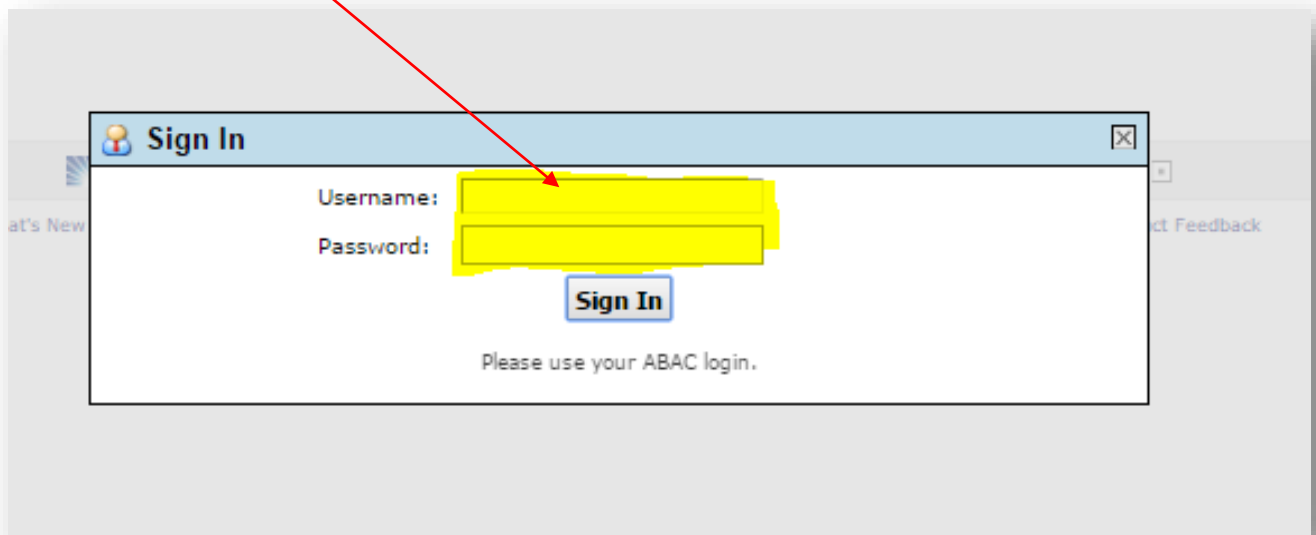 Sign In
at's New
ct Feedback
Username:
Password:
Sign In
Please use your ABAC login.